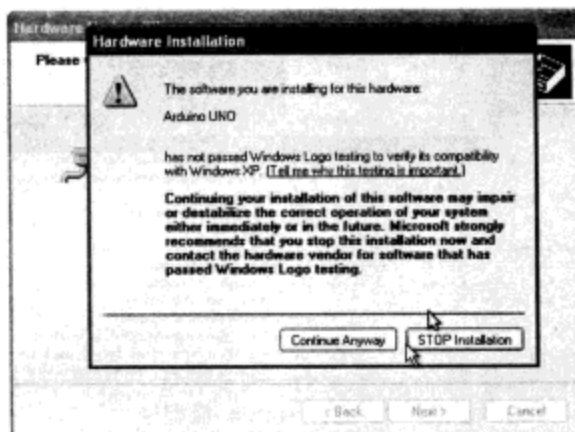 Hardware
Hardware Installation
Please
The software you are installing for this hardware:
Arduino UNO
has not passed Windows Logo testing to verify its compatibility
with Windows XP. (Tell me why this testing is important.)
Continuing your installation of this software may impair
or destabilize the correct operation of your system
either immediately or in the future. Microsoft strongly
recommends that you stop this installation now and
contact the hardware vendor for software that has
passed Windows Logo testing.
Continue Anyway STOP Installation
< Back Next > Cancel